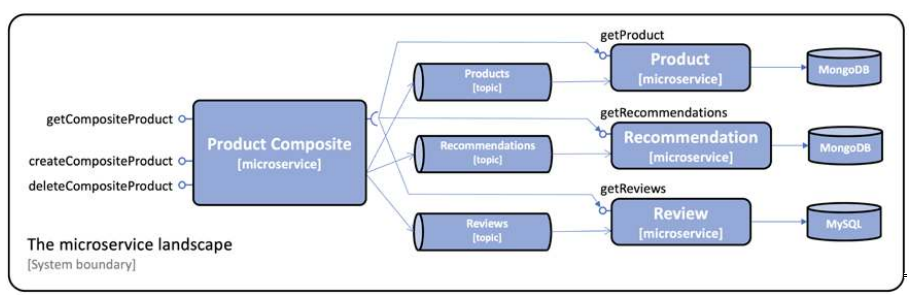 getProduct
Product
[microservice]
MongoDB
Products
[topic]
getCompositeProduct
Product Composite
[microservice]
createCompositeProduct
deleteCompositeProduct
getRecommendations
Recommendation
[microservice]
MongoDB
Recommendations
[topic]
getReviews
Review
[microservice]
MySQL
Reviews
[topic]
The microservice landscape
[System boundary]